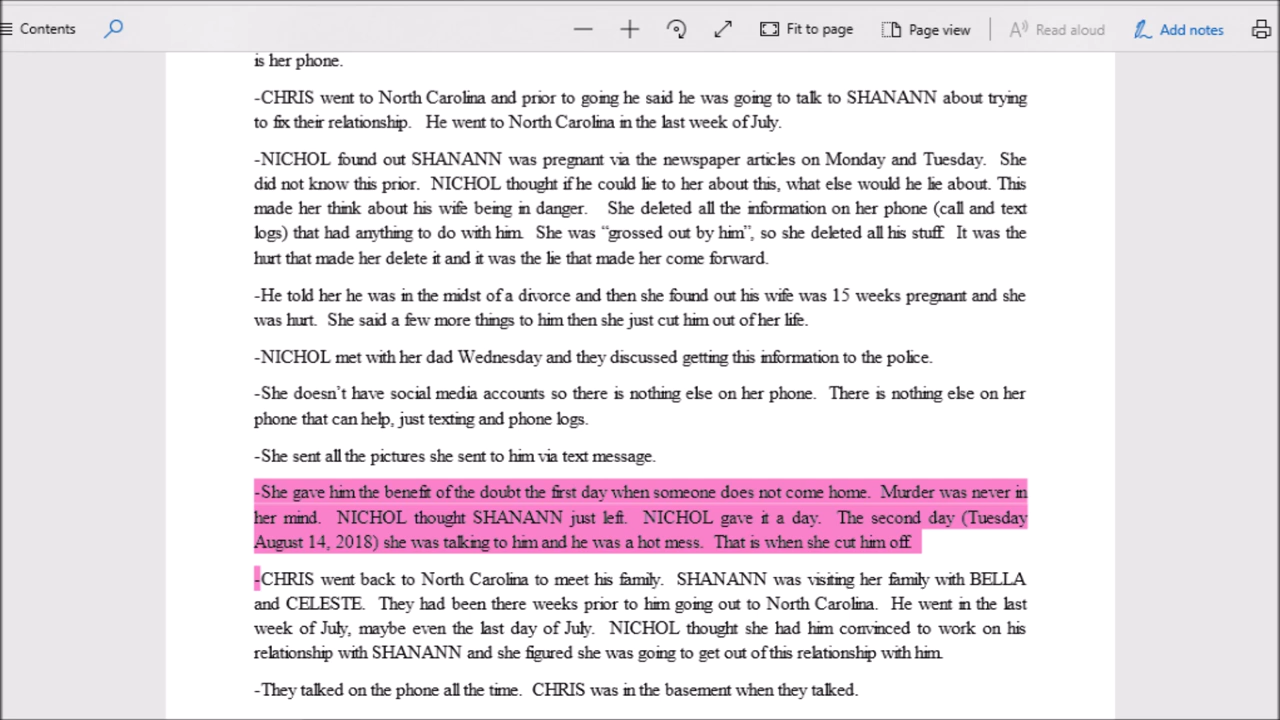 Contents
Fit to page
Page view
Read aloud
Add notes
is her phone.
-CHRIS went to North Carolina and prior to going he said he was going to talk to SHANANN about trying
to fix their relationship. He went to North Carolina in the last week of July.
-NICHOL found out SHANANN was pregnant via the newspaper articles on Monday and Tuesday. She
did not know this prior. NICHOL thought if he could lie to her about this, what else would he lie about. This
made her think about his wife being in danger. She deleted all the information on her phone (call and text
logs) that had anything to do with him. She was “grossed out by him”, so she deleted all his stuff. It was the
hurt that made her delete it and it was the lie that made her come forward.
-He told her he was in the midst of a divorce and then she found out his wife was 15 weeks pregnant and she
was hurt. She said a few more things to him then she just cut him out of her life.
-NICHOL met with her dad Wednesday and they discussed getting this information to the police.
-She doesn’t have social media accounts so there is nothing else on her phone. There is nothing else on her
phone that can help, just texting and phone logs.
-She sent all the pictures she sent to him via text message.
-She gave him the benefit of the doubt the first day when someone does not come home. Murder was never in
her mind. NICHOL thought SHANANN just left. NICHOL gave it a day. The second day (Tuesday
August 14, 2018) she was talking to him and he was a hot mess. That is when she cut him off.
-CHRIS went back to North Carolina to meet his family. SHANANN was visiting her family with BELLA
and CELESTE. They had been there weeks prior to him going out to North Carolina. He went in the last
week of July, maybe even the last day of July. NICHOL thought she had him convinced to work on his
relationship with SHANANN and she figured she was going to get out of this relationship with him.
-They talked on the phone all the time. CHRIS was in the basement when they talked.